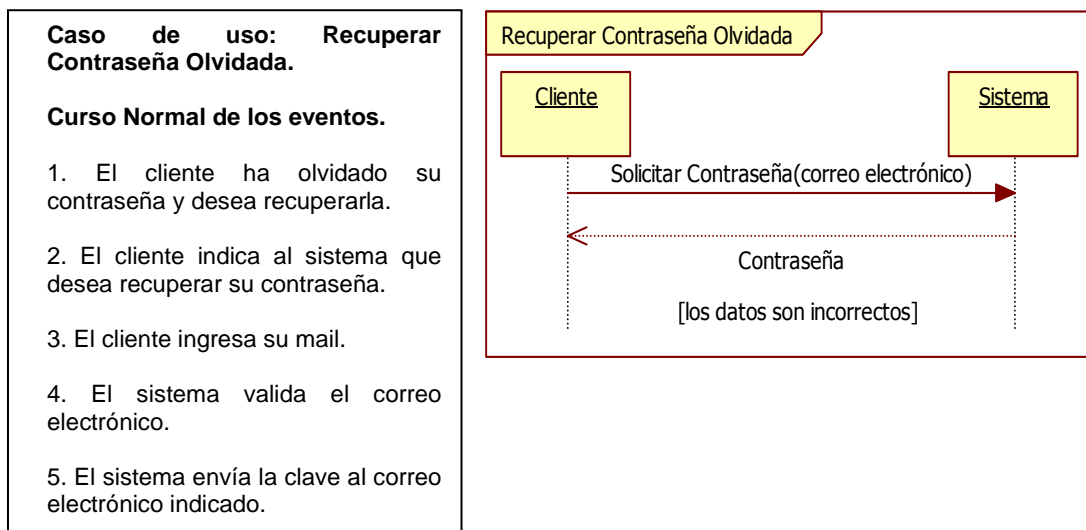 Caso de uso: Recuperar
Contraseña Olvidada.
Curso Normal de los eventos.
1. El cliente ha olvidado su
contraseña y desea recuperarla.
2. El cliente indica al sistema que
desea recuperar su contraseña.
3. El cliente ingresa su mail.
4. El sistema valida el correo
electrónico.
5. El sistema envía la clave al correo
electrónico indicado.
Recuperar Contraseña Olvidada
Cliente
Sistema
Solicitar Contraseña(correo electrónico)
Contraseña
[los datos son incorrectos]